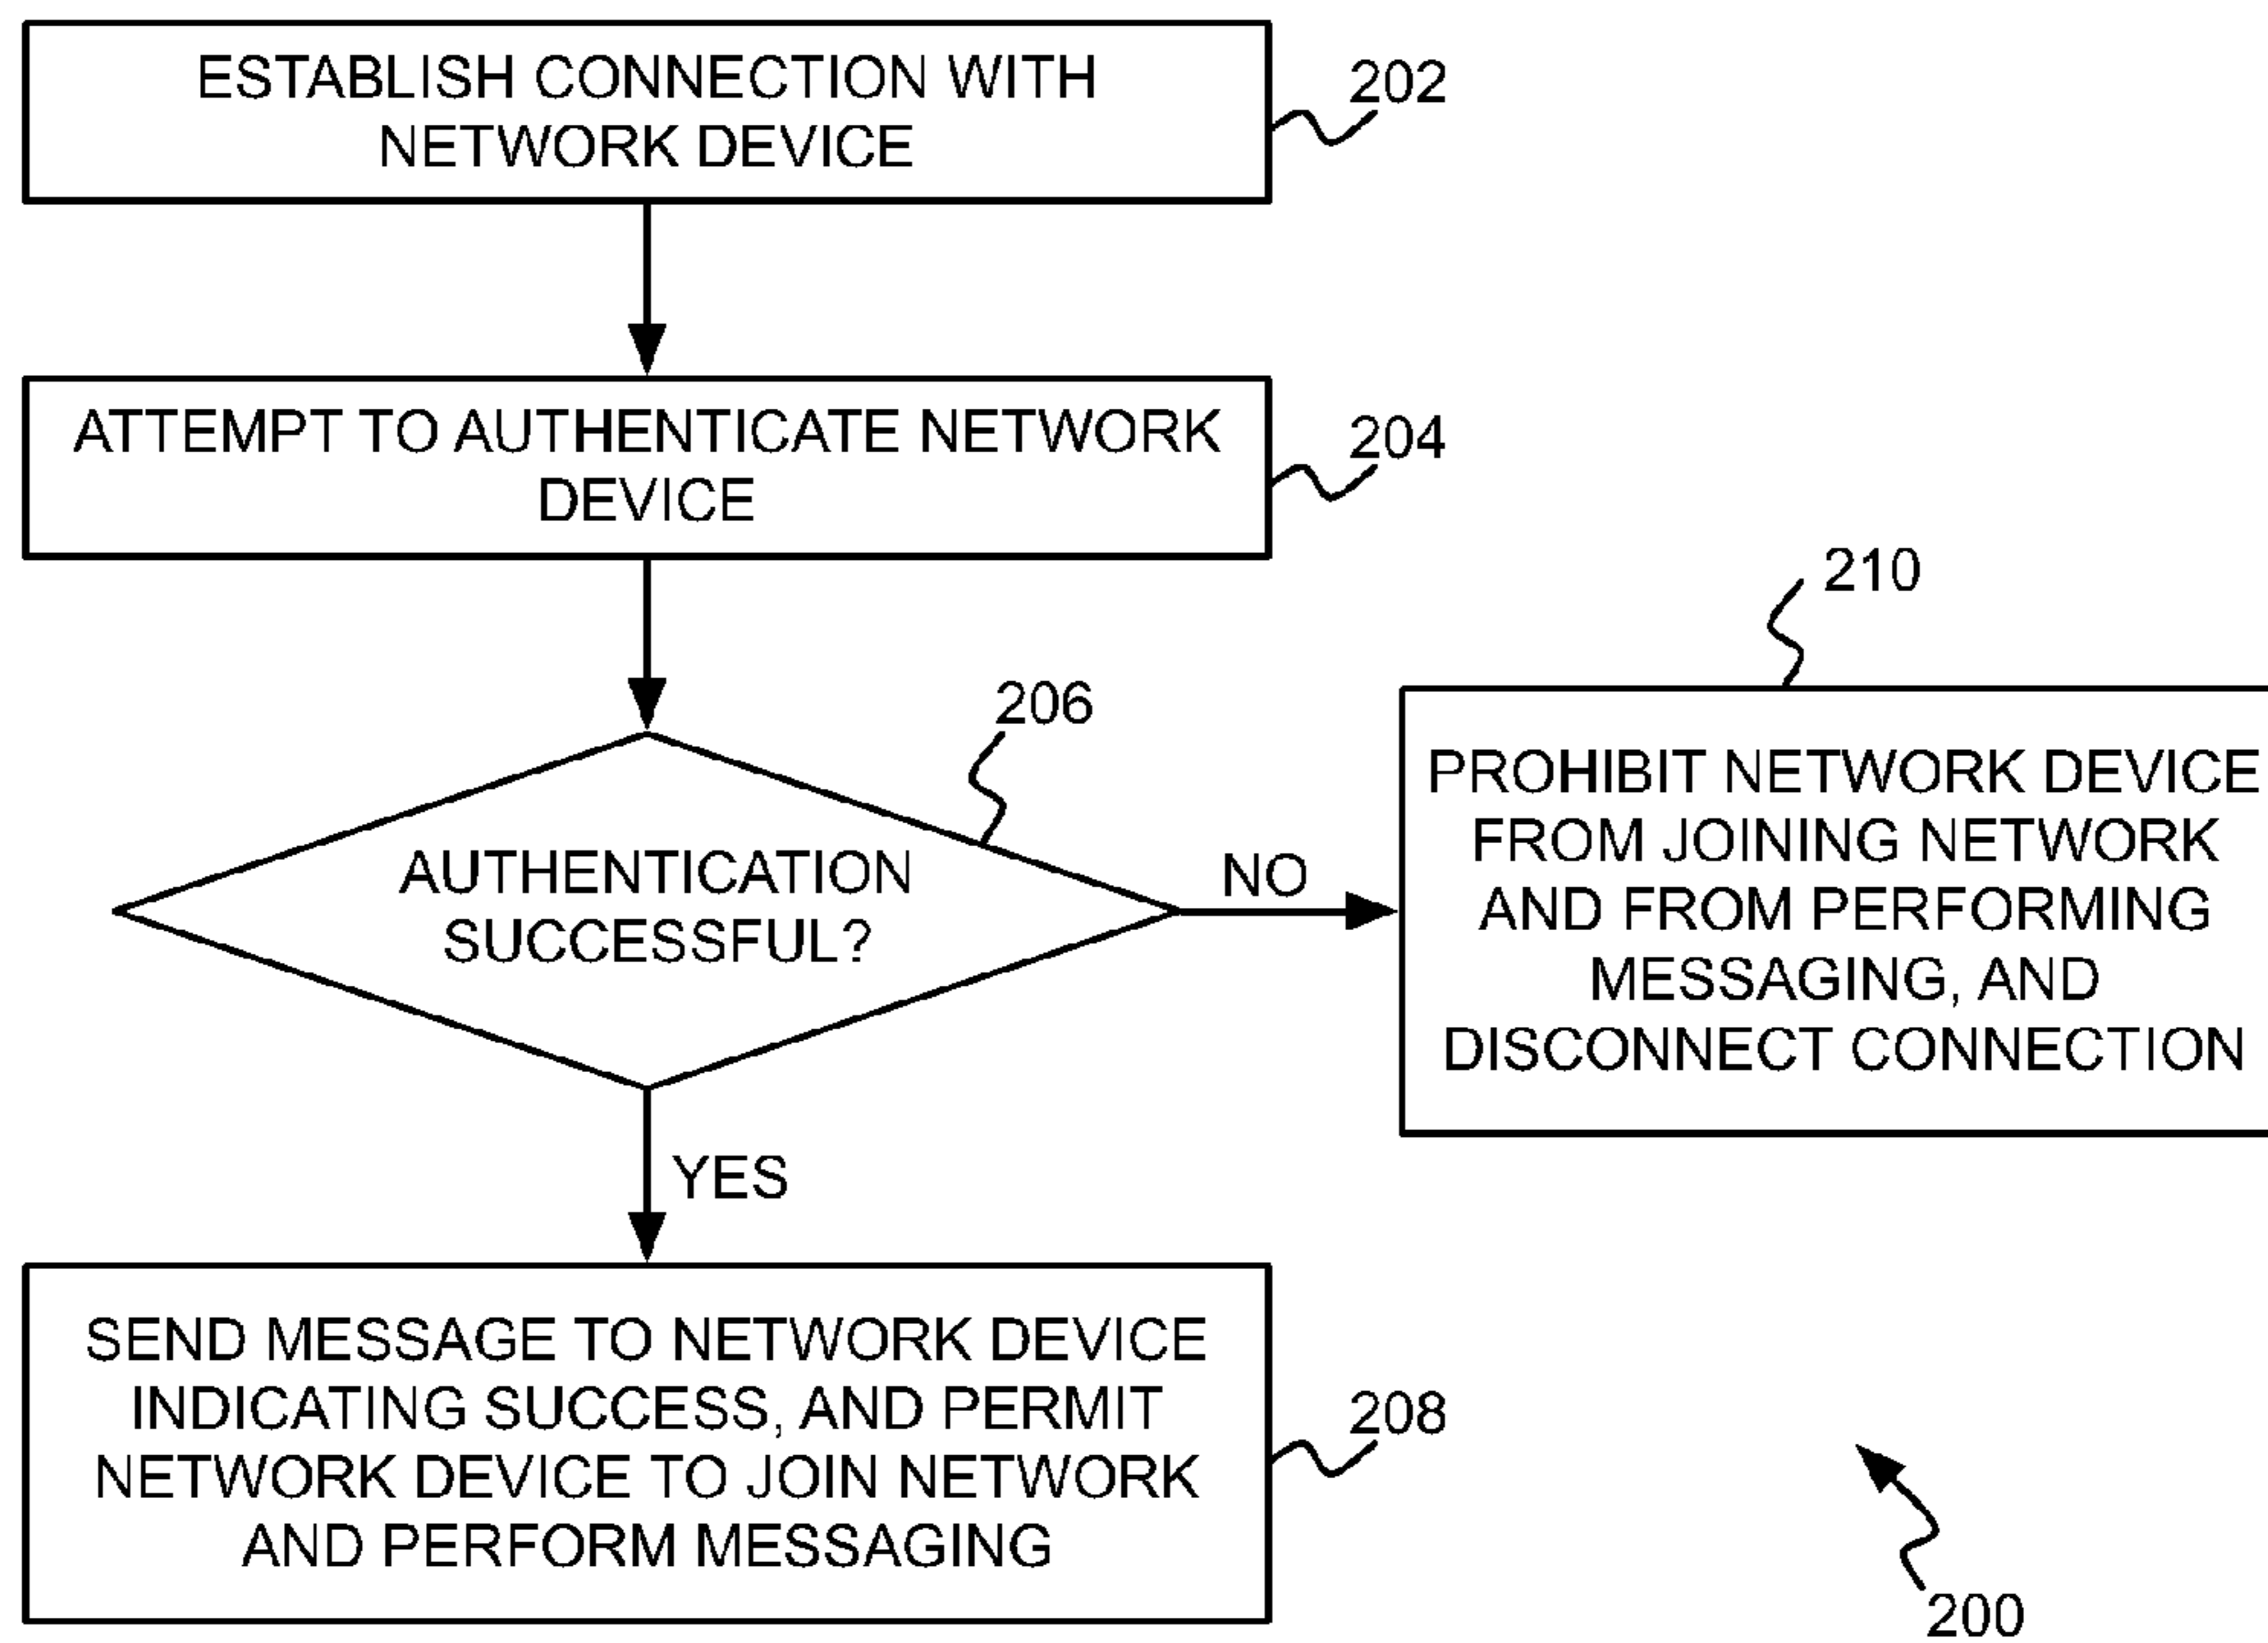 ESTABLISH CONNECTION WITH
NETWORK DEVICE
202
ATTEMPT TO AUTHENTICATE NETWORK
DEVICE
204
206
AUTHENTICATION
SUCCESSFUL?
NO
210
PROHIBIT NETWORK DEVICE
FROM JOINING NETWORK
AND FROM PERFORMING
MESSAGING, AND
DISCONNECT CONNECTION
YES
SEND MESSAGE TO NETWORK DEVICE
INDICATING SUCCESS, AND PERMIT
NETWORK DEVICE TO JOIN NETWORK
AND PERFORM MESSAGING
208
200